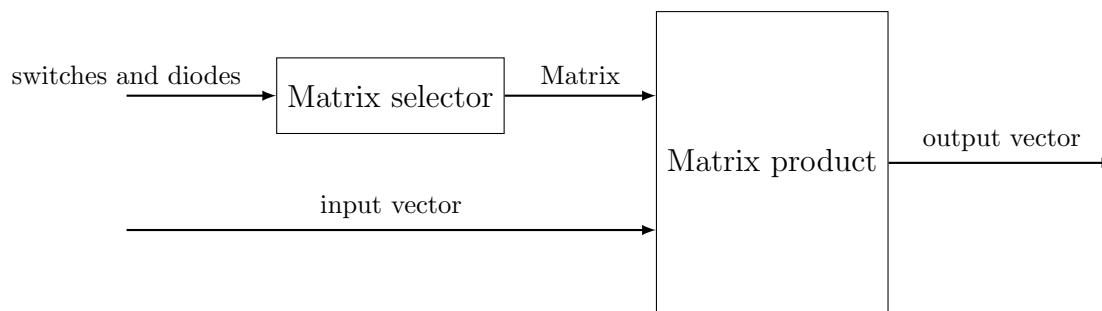 switches and diodes
Matrix selector
Matrix
input vector
Matrix product
output vector